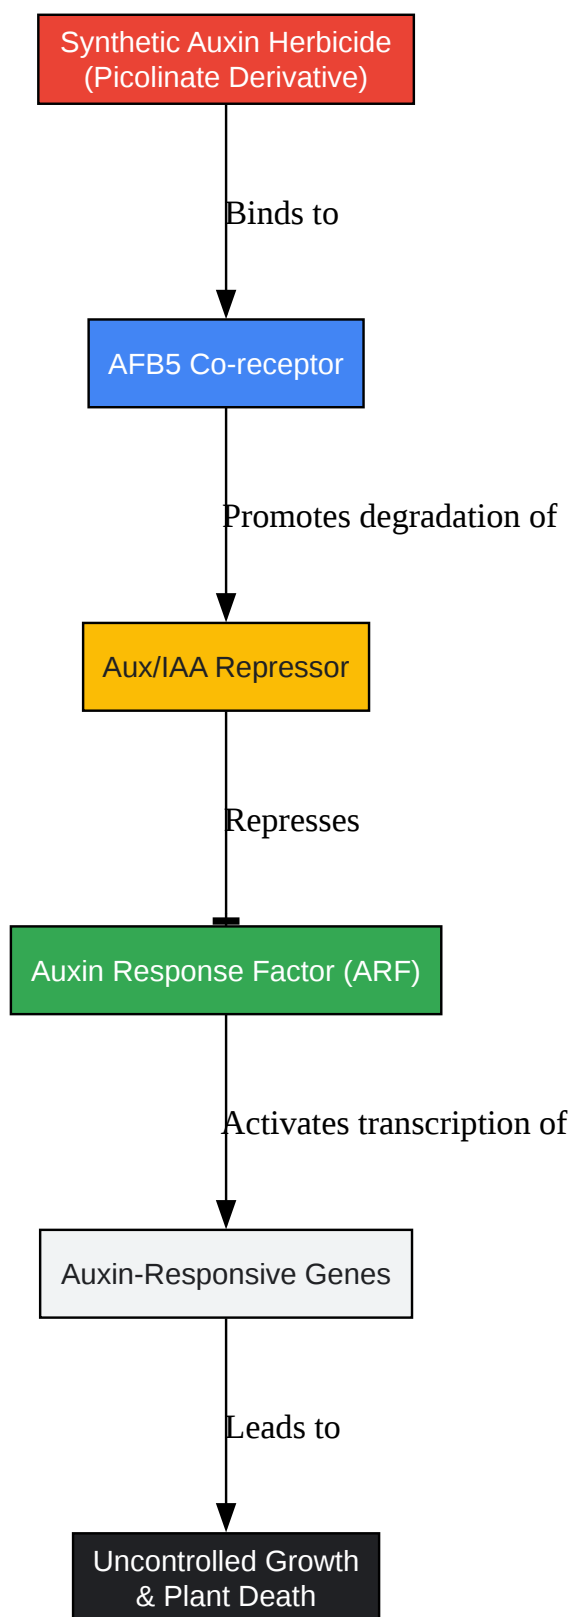 Synthetic Auxin Herbicide
(Picolinate Derivative)
Binds to
AFB5 Co-receptor
Promotes degradation of
Aux/IAA Repressor
Represses
Auxin Response Factor (ARF)
Activates transcription of
Auxin-Responsive Genes
Leads to
Uncontrolled Growth
& Plant Death